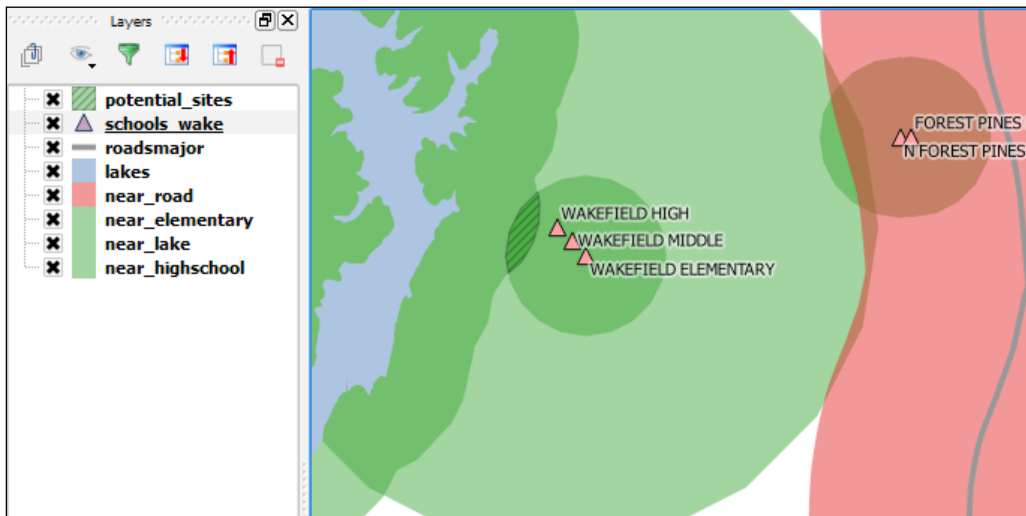 Layers
potential_sites
schools_wake
roadsmajor
lakes
near_road
near_elementary
near_lake
near_highschool
FOREST PINES
N FOREST PINES
WAKEFIELD HIGH
WAKEFIELD MIDDLE
WAKEFIELD ELEMENTARY